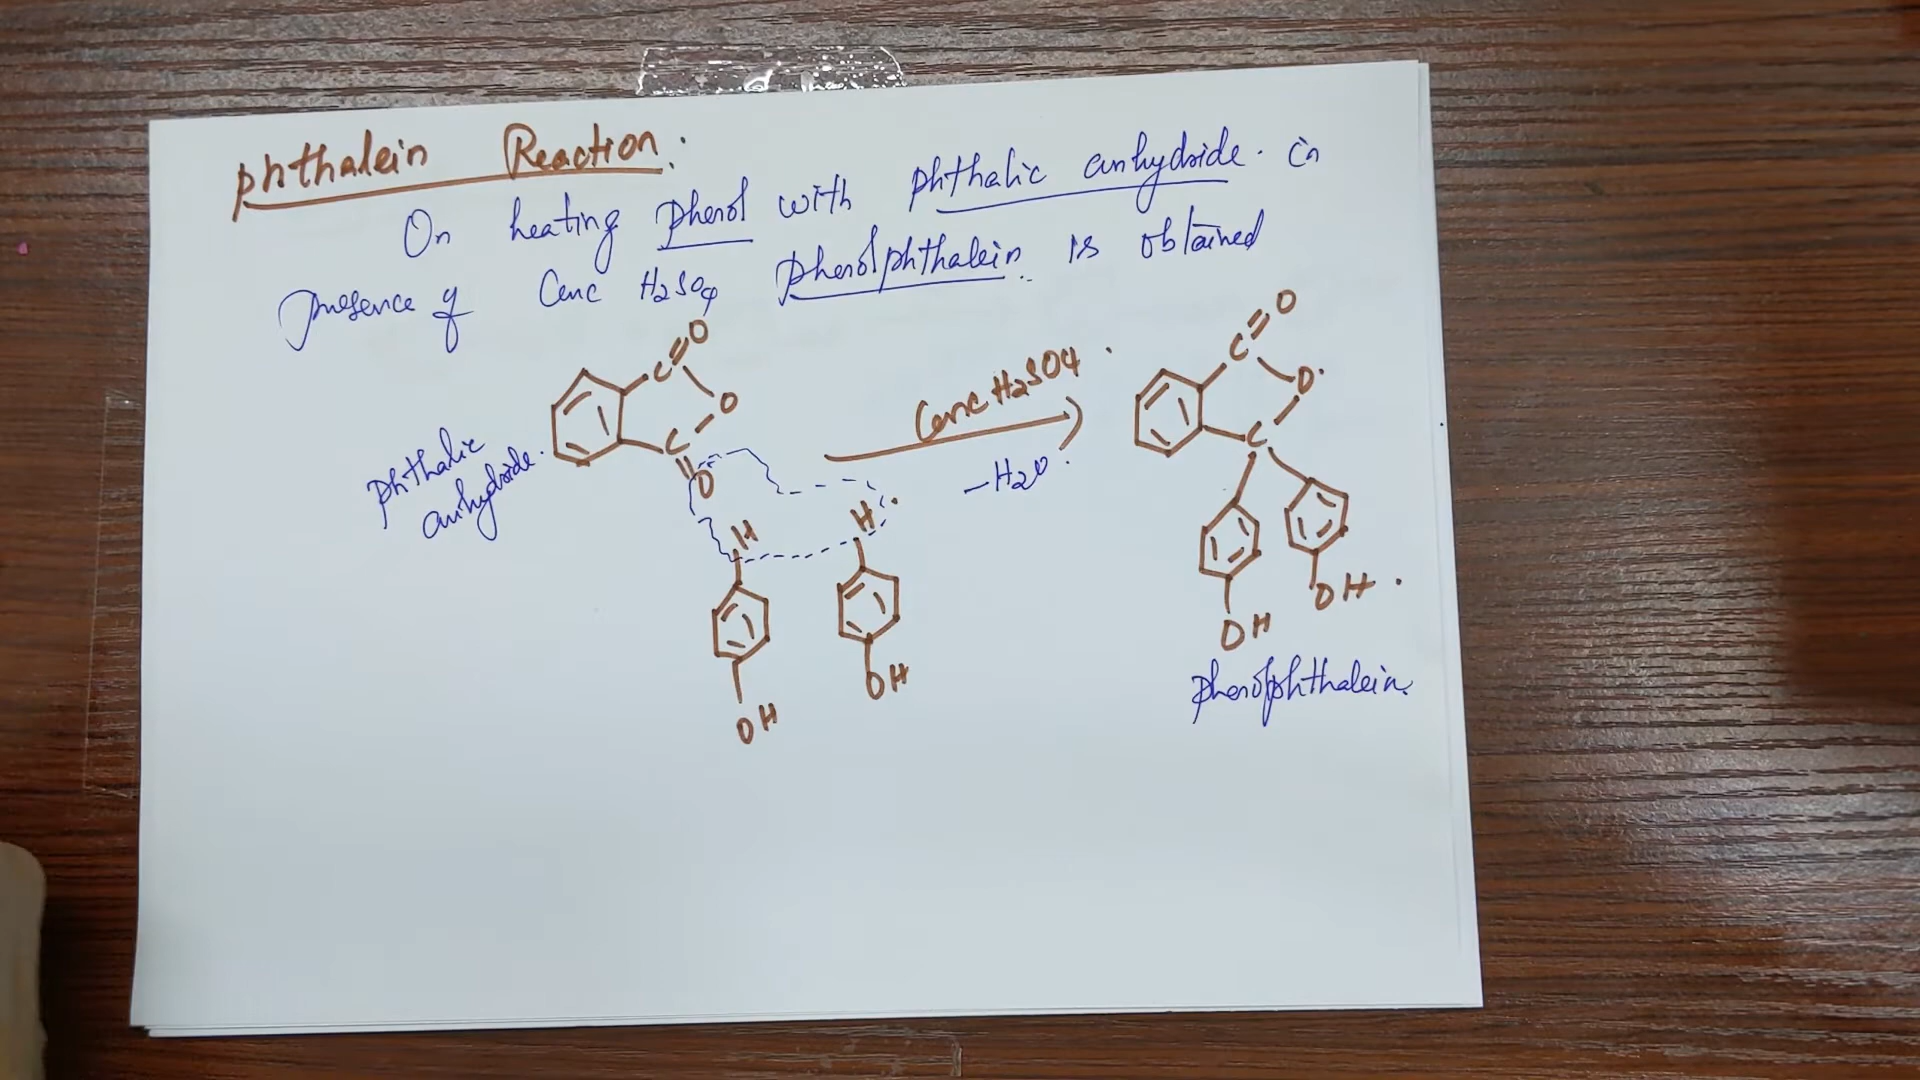 phthalein Reaction:
On heating phenol with phthalic anhydride. in
presence of Conc H2SO4 phenolphthalein is obtained
C=O
O
C
O
Phthalic
anhydride.
H H
OH OH
Conc H2SO4
-H2O
C=O
O
C
OH OH
phenolphthalein.